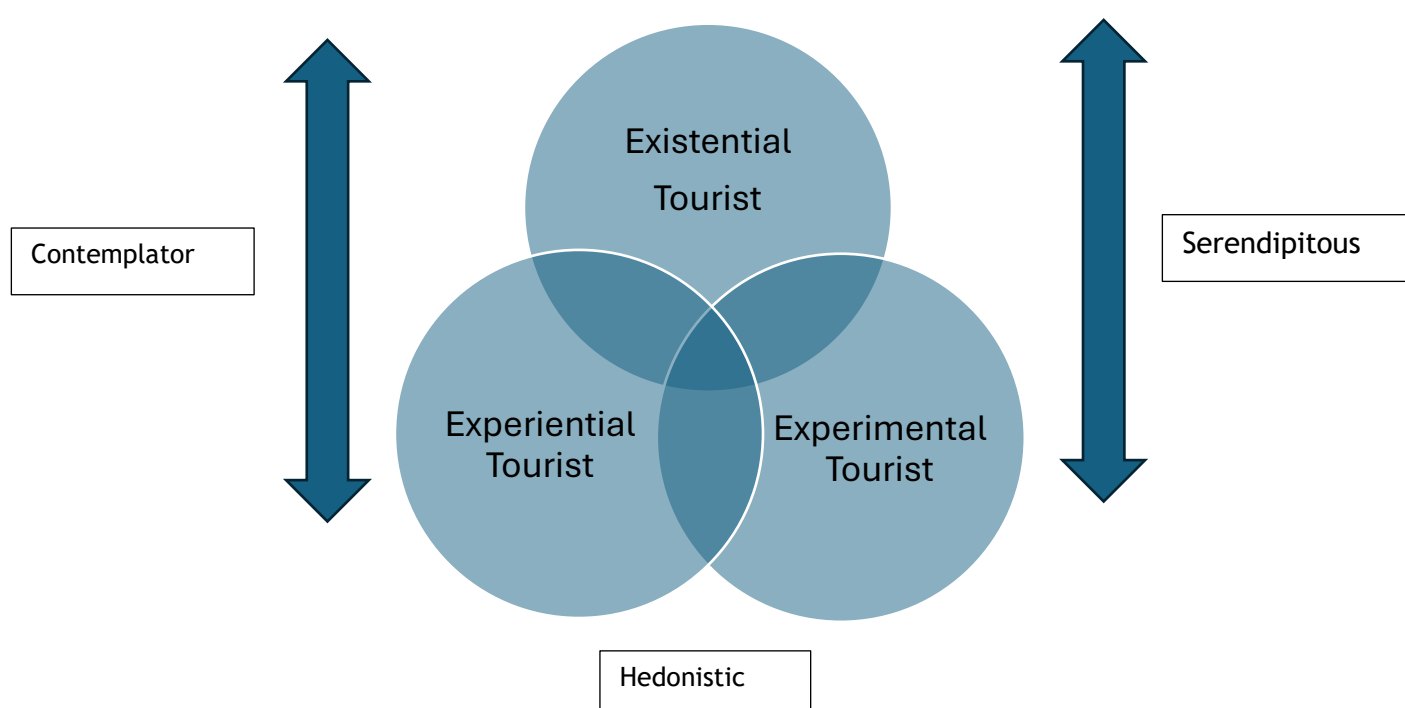 Existential
Tourist
Contemplator
Serendipitous
Experiential
Tourist
Experimental
Tourist
Hedonistic